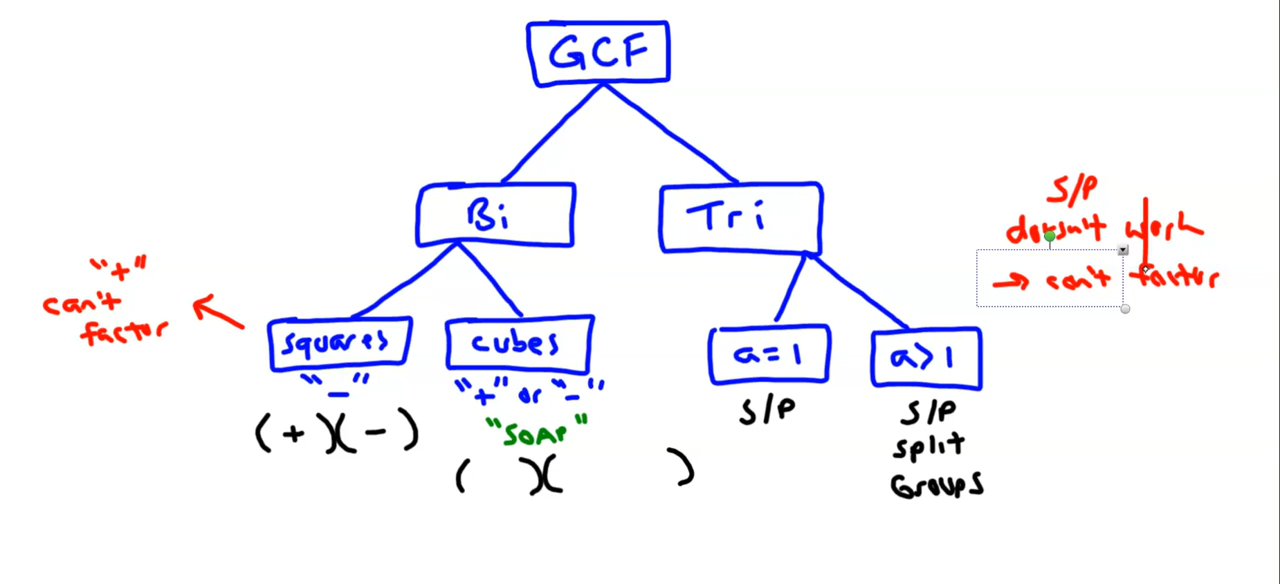 GCF
Bi
Tri
S/P
doesn't work
→ can't factor
"+"
can't
factor
squares
cubes
a=1
a>1
"-"
"+" or "-"
S/P
S/P
(+)(-)
"SOAP"
split
( )( )
Groups